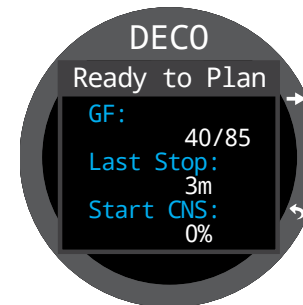 DECO
Ready to Plan
GF:
40/85
Last Stop:
3m
Start CNS:
0%